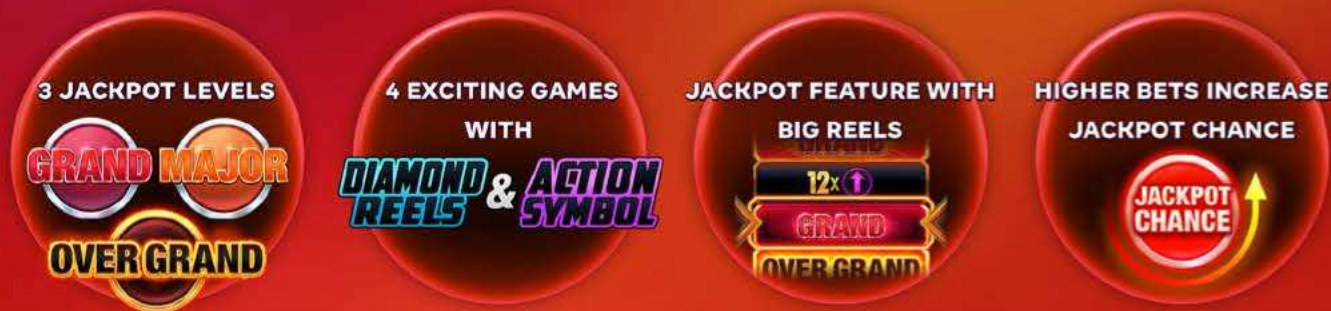 3 JACKPOT LEVELS
GRAND MAJOR
OVER GRAND
4 EXCITING GAMES
WITH
DIAMOND
REELS
&
ACTION
SYMBOL
JACKPOT FEATURE WITH
BIG REELS
GRAND
12x
GRAND
OVER GRAND
HIGHER BETS INCREASE
JACKPOT CHANCE
JACKPOT
CHANCE